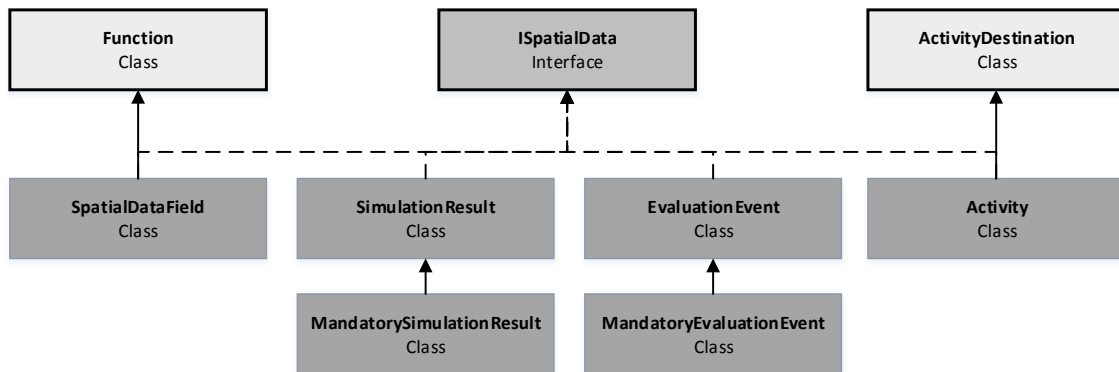 Function
Class
ISpatialData
Interface
ActivityDestination
Class
SpatialDataField
Class
SimulationResult
Class
EvaluationEvent
Class
Activity
Class
MandatorySimulationResult
Class
MandatoryEvaluationEvent
Class